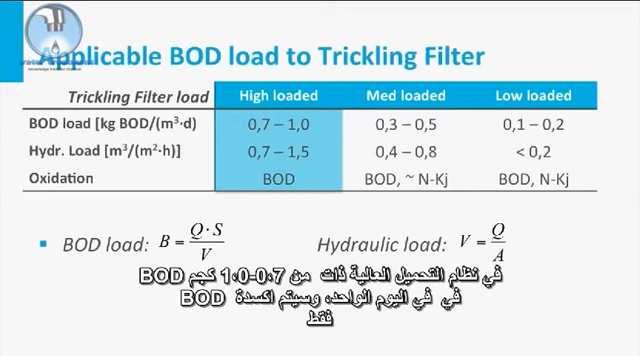 Applicable BOD load to Trickling Filter
knowledge transfer channel
Trickling Filter load High loaded Med loaded Low loaded
BOD load [kg BOD/(m³·d) 0,7 – 1,0 0,3 – 0,5 0,1 – 0,2
Hydr. Load [m³/(m²·h)] 0,7 – 1,5 0,4 – 0,8 < 0,2
Oxidation BOD BOD, ~ N-Kj BOD, N-Kj
▪ BOD load: B = Q · S / V Hydraulic load: V = Q / A
في نظام التحميل العالية ذات من 0،7-1،0 كجم BOD
في في اليوم الواحد، وسيتم اكسدة BOD
فقط